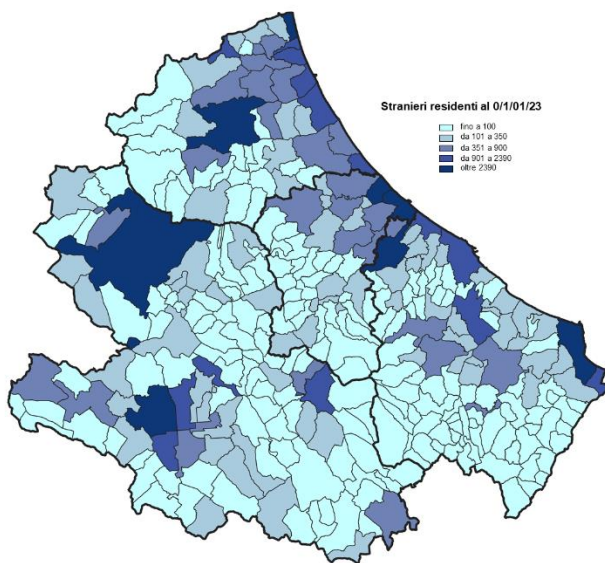 Stranieri residenti al 0/1/01/23
fino a 100
da 101 a 350
da 351 a 900
da 901 a 2390
oltre 2390